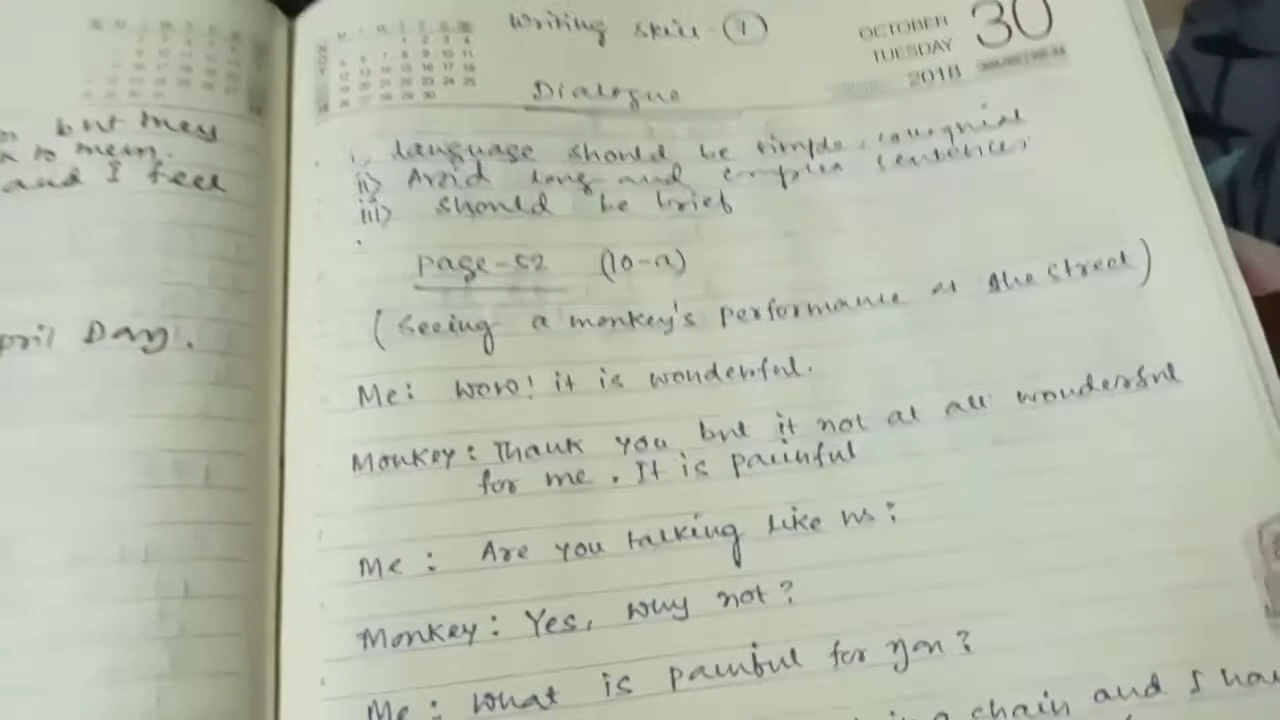 but mess
to mean.
and I feel
pril Day.
Writing skill - (1)
OCTOBER 30
TUESDAY
2018
Dialogue
i) Language should be simple, colloquial
ii) Avoid long and complex sentences
iii) should be brief
page-52 (10-a)
(Seeing a monkey's performance at the street)
Me: wow! it is wonderful.
Monkey: Thank you but it not at all wonderful
for me. It is painful
Me: Are you talking like us:
Monkey: Yes, why not?
Me: What is painful for you?
chain and I ha